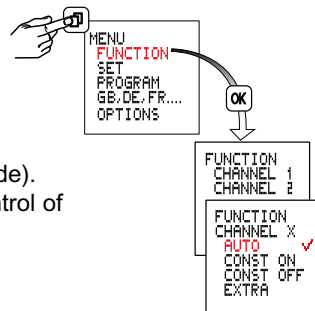 MENU
FUNCTION
SET
PROGRAM
GB,DE,FR....
OPTIONS
OK
de).
ntrol of
FUNCTION
CHANNEL 1
CHANNEL 2
FUNCTION
CHANNEL X
AUTO ✓
CONST ON
CONST OFF
EXTRA